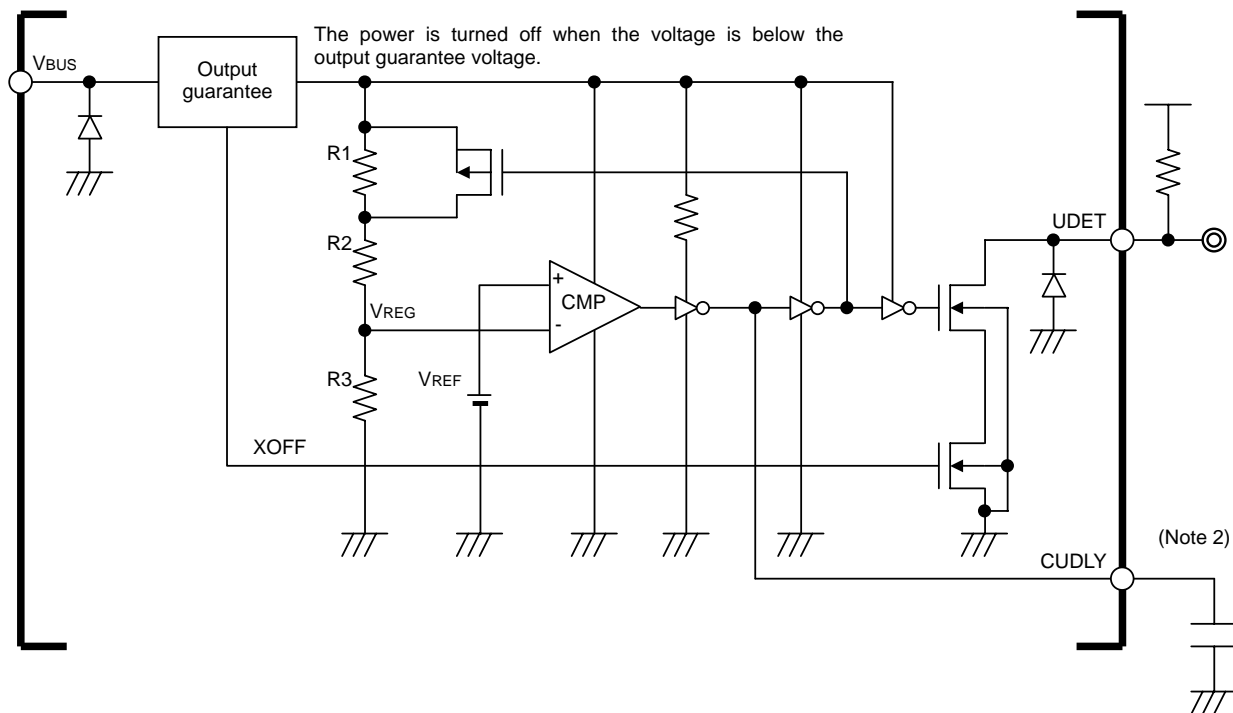 The power is turned off when the voltage is below the
output guarantee voltage.
VBUS
Output
guarantee
R1
R2
UDET
+
CMP
-
VREG
R3
VREF
XOFF
(Note 2)
CUDLY